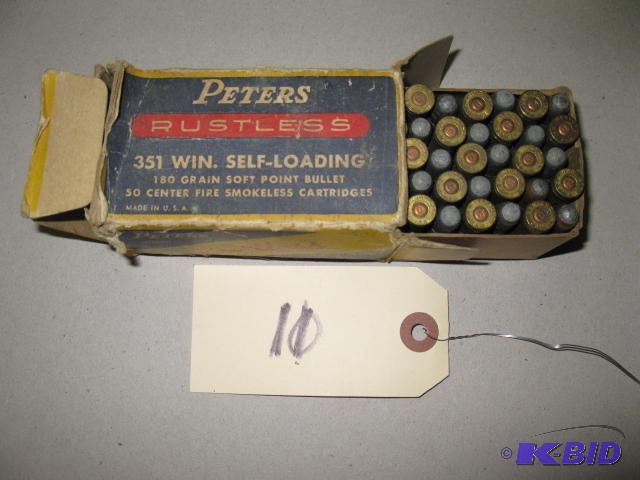 PETERS
RUSTLESS
351 WIN. SELF-LOADING
180 GRAIN SOFT POINT BULLET
50 CENTER FIRE SMOKELESS CARTRIDGES
MADE IN U.S.A.
10
© K-BID